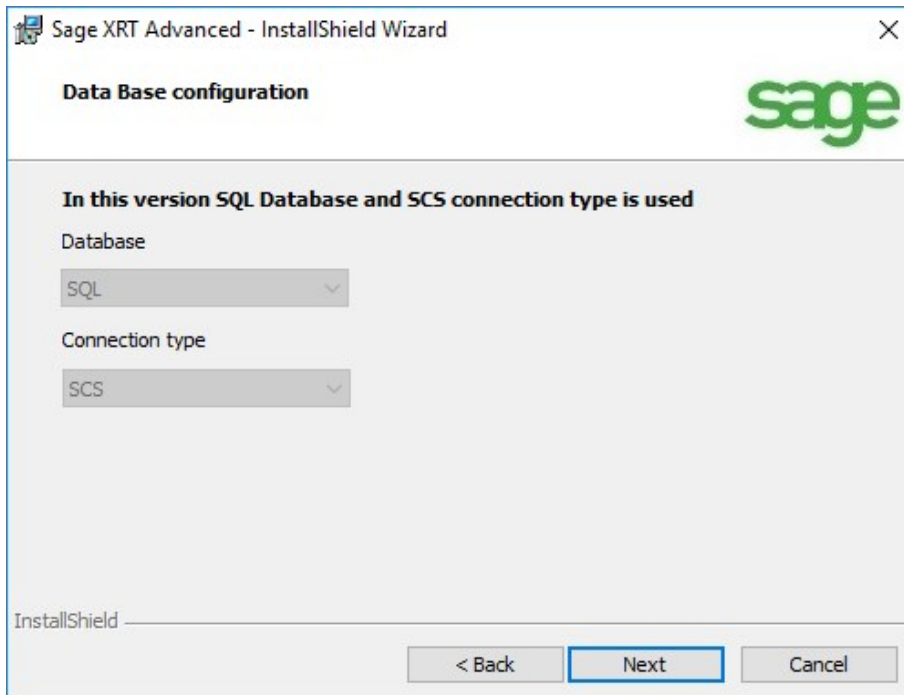 Sage XRT Advanced - InstallShield Wizard
Data Base configuration
sage
In this version SQL Database and SCS connection type is used
Database
SQL
Connection type
SCS
InstallShield
< Back Next Cancel